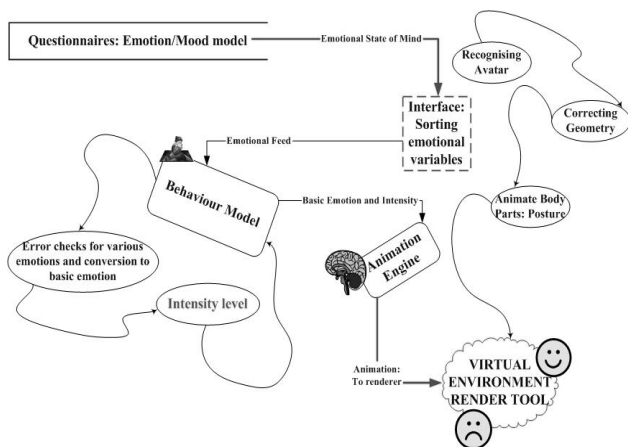 Questionnaires: Emotion/Mood model
Emotional State of Mind
Recognising
Avatar
Correcting
Geometry
Interface:
Sorting
emotional
variables
Emotional Feed
Behaviour Model
Basic Emotion and Intensity
Animate Body
Parts: Posture
Error checks for various
emotions and conversion to
basic emotion
Animation
Engine
Intensity level
Animation:
To renderer
VIRTUAL
ENVIRONMENT
RENDER TOOL